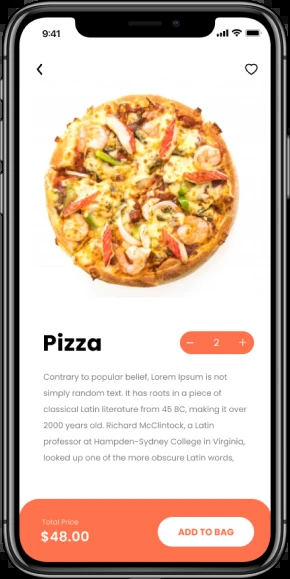 9:41
Pizza
− 2 +
Contrary to popular belief, Lorem Ipsum is not
simply random text. It has roots in a piece of
classical Latin literature from 45 BC, making it over
2000 years old. Richard McClintock, a Latin
professor at Hampden-Sydney College in Virginia,
looked up one of the more obscure Latin words,
Total Price
$48.00
ADD TO BAG